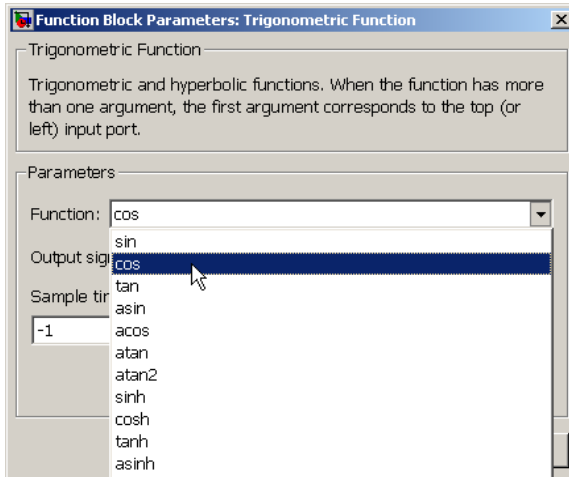 Function Block Parameters: Trigonometric Function
Trigonometric Function
Trigonometric and hyperbolic functions. When the function has more
than one argument, the first argument corresponds to the top (or
left) input port.
Parameters
Function: cos
sin
Output sig
cos
tan
Sample tir
asin
-1
acos
atan
atan2
sinh
cosh
tanh
asinh